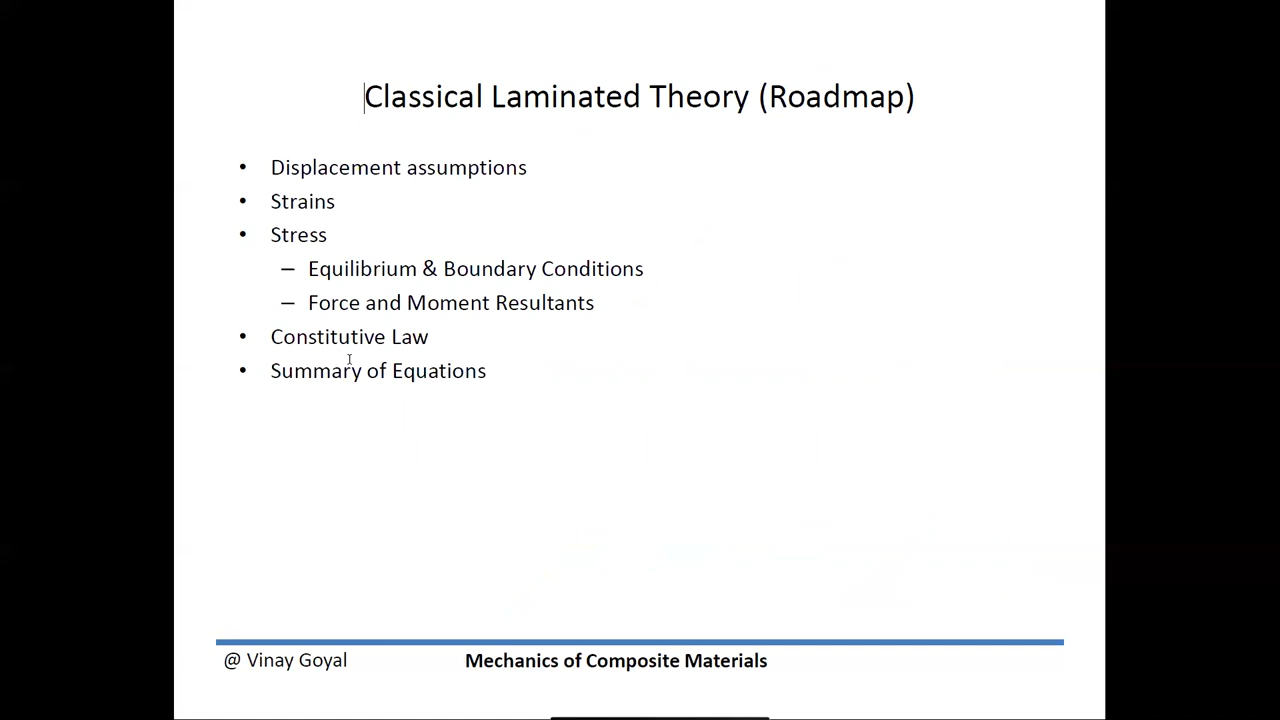 Classical Laminated Theory (Roadmap)
• Displacement assumptions
• Strains
• Stress
– Equilibrium & Boundary Conditions
– Force and Moment Resultants
• Constitutive Law
• Summary of Equations
@ Vinay Goyal
Mechanics of Composite Materials